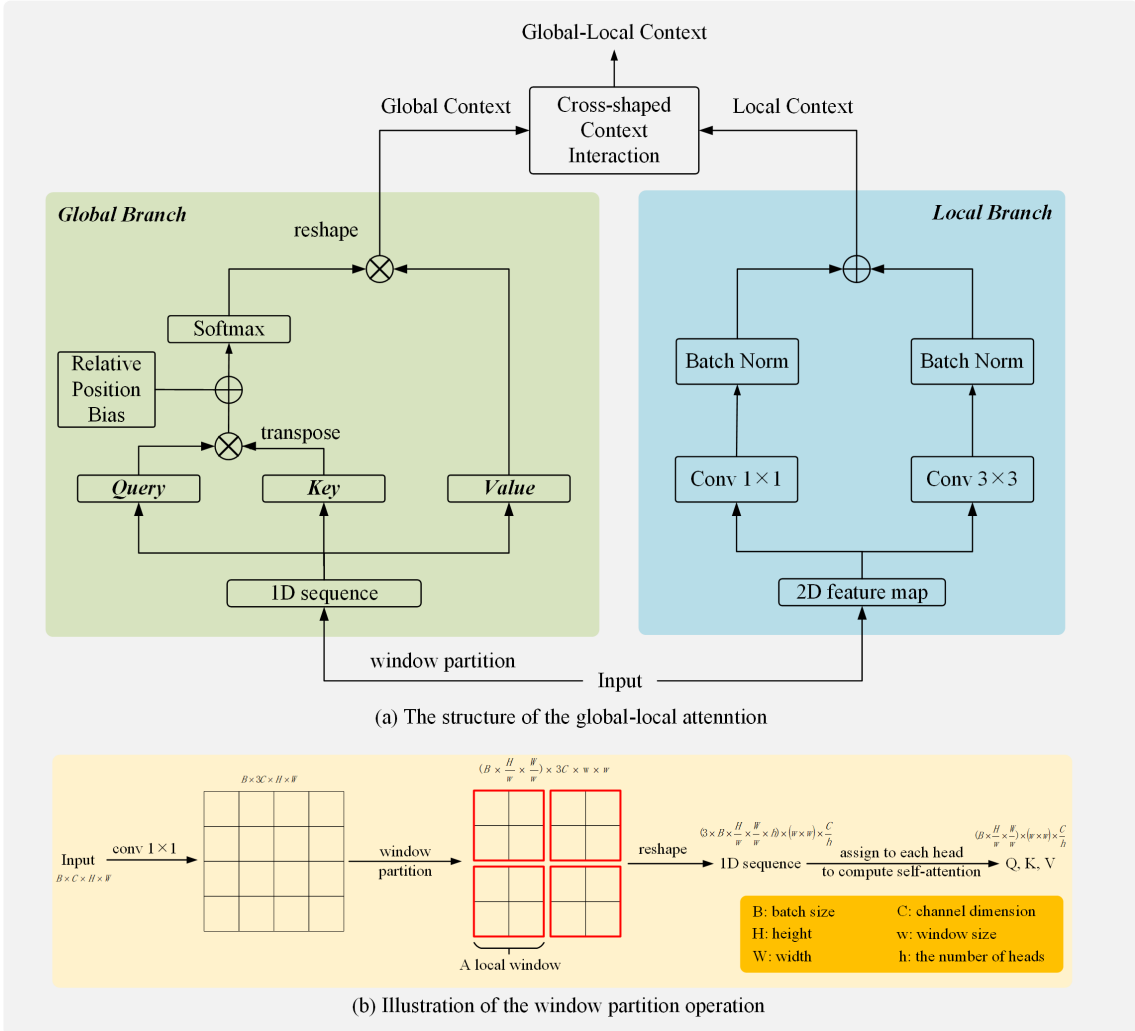 Global-Local Context
Global Context
Cross-shaped
Context
Interaction
Local Context
Global Branch
reshape
Softmax
Relative
Position
Bias
transpose
Query
Key
Value
1D sequence
Local Branch
Batch Norm
Batch Norm
Conv 1×1
Conv 3×3
2D feature map
window partition
Input
(a) The structure of the global-local attenntion
Input
B×C×H×W
conv 1×1
B×3C×H×W
window
partition
(B × H/w × W/w) × 3C × w × w
A local window
reshape
(3 × B × H/w × W/w × h) × (w × w) × C/h
1D sequence
assign to each head
to compute self-attention
(B × H/w × W/w) × (w × w) × C/h
Q, K, V
B: batch size
C: channel dimension
H: height
w: window size
W: width
h: the number of heads
(b) Illustration of the window partition operation